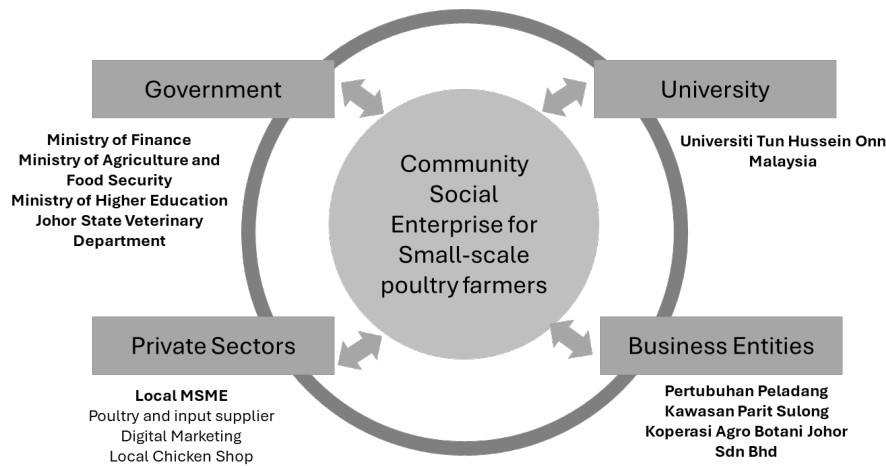 Government
University
Ministry of Finance
Ministry of Agriculture and
Food Security
Ministry of Higher Education
Johor State Veterinary
Department
Universiti Tun Hussein Onn
Malaysia
Community
Social
Enterprise for
Small-scale
poultry farmers
Private Sectors
Business Entities
Local MSME
Poultry and input supplier
Digital Marketing
Local Chicken Shop
Pertubuhan Peladang
Kawasan Parit Sulong
Koperasi Agro Botani Johor
Sdn Bhd